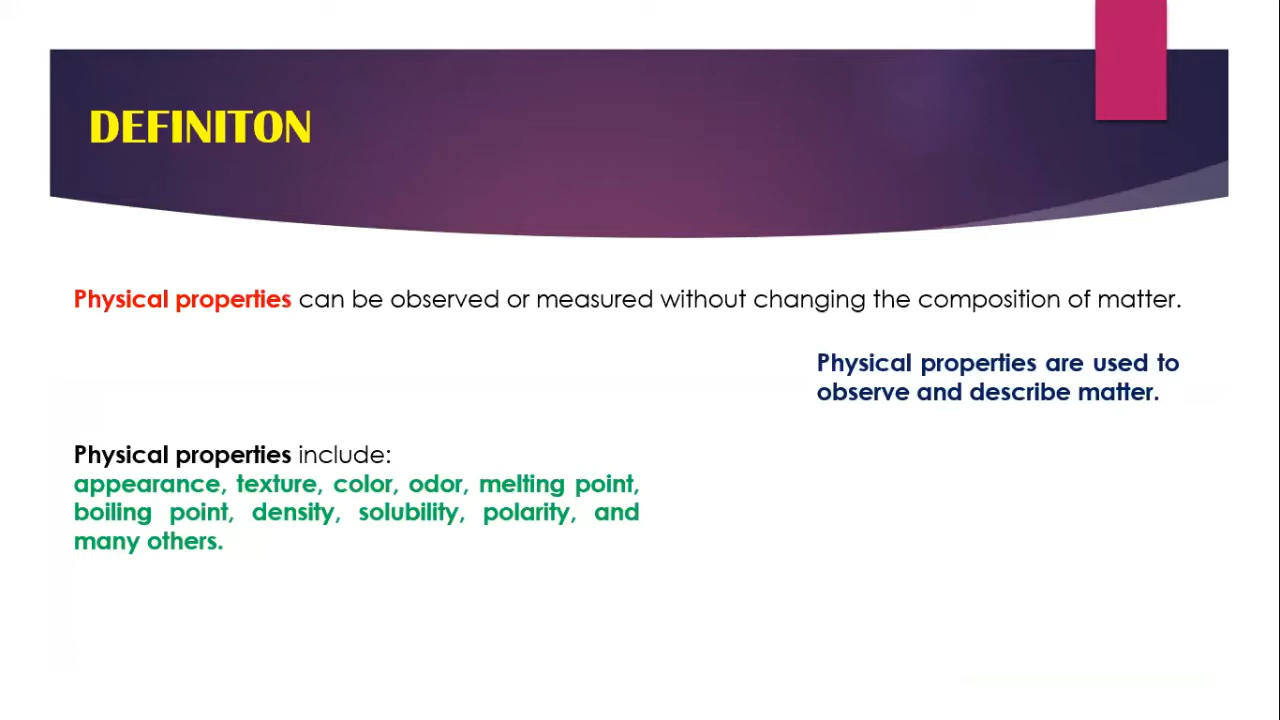 DEFINITON
Physical properties can be observed or measured without changing the composition of matter.
Physical properties are used to
observe and describe matter.
Physical properties include:
appearance, texture, color, odor, melting point,
boiling point, density, solubility, polarity, and
many others.